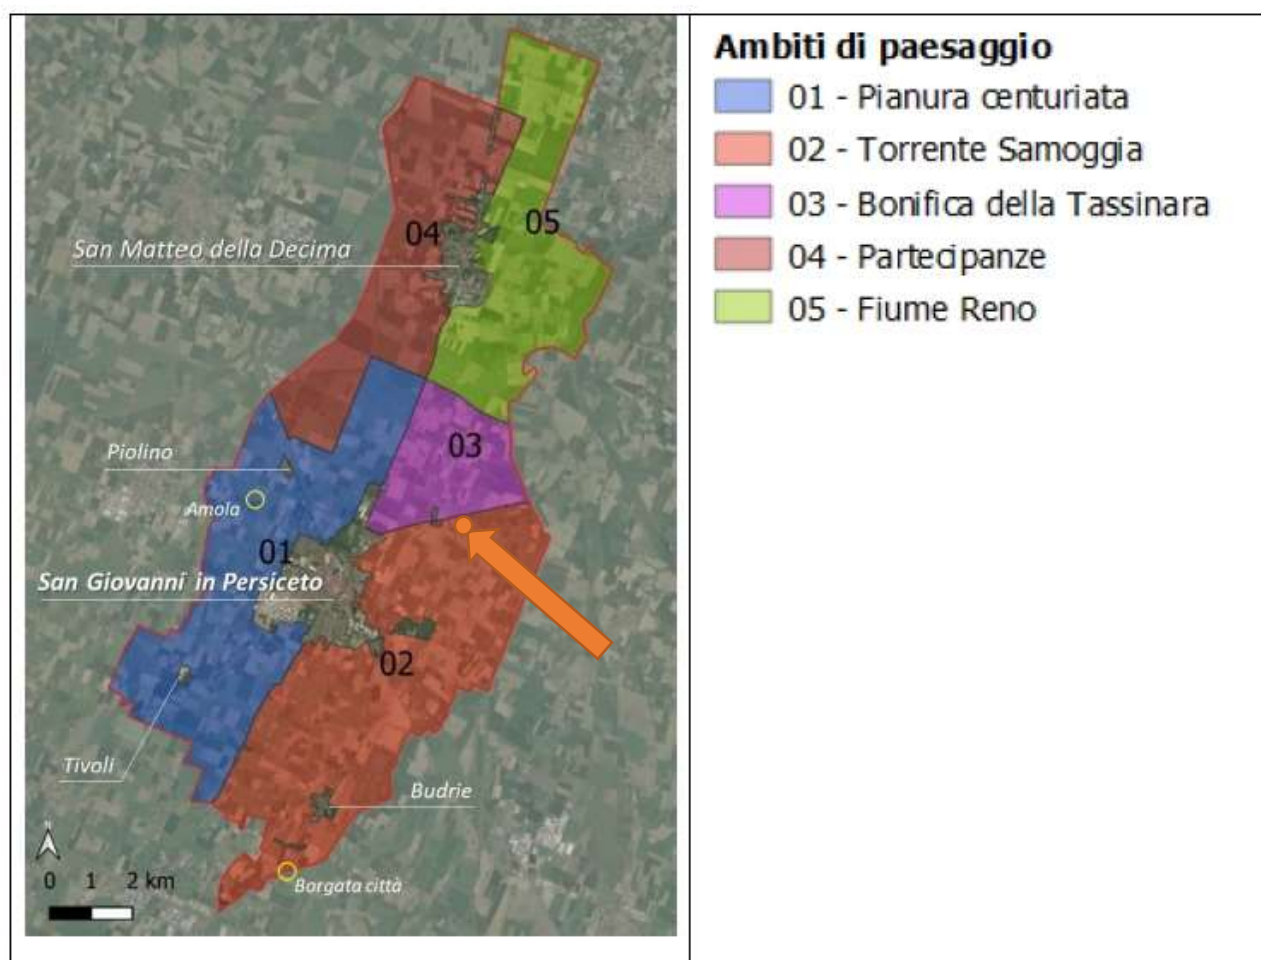 04
05
San Matteo della Decima
03
Piolino
Amola
01
San Giovanni in Persiceto
02
Tivoli
Budrie
N
0 1 2 km
Borgata città
Ambiti di paesaggio
01 - Pianura centuriata
02 - Torrente Samoggia
03 - Bonifica della Tassinara
04 - Partecipanze
05 - Fiume Reno